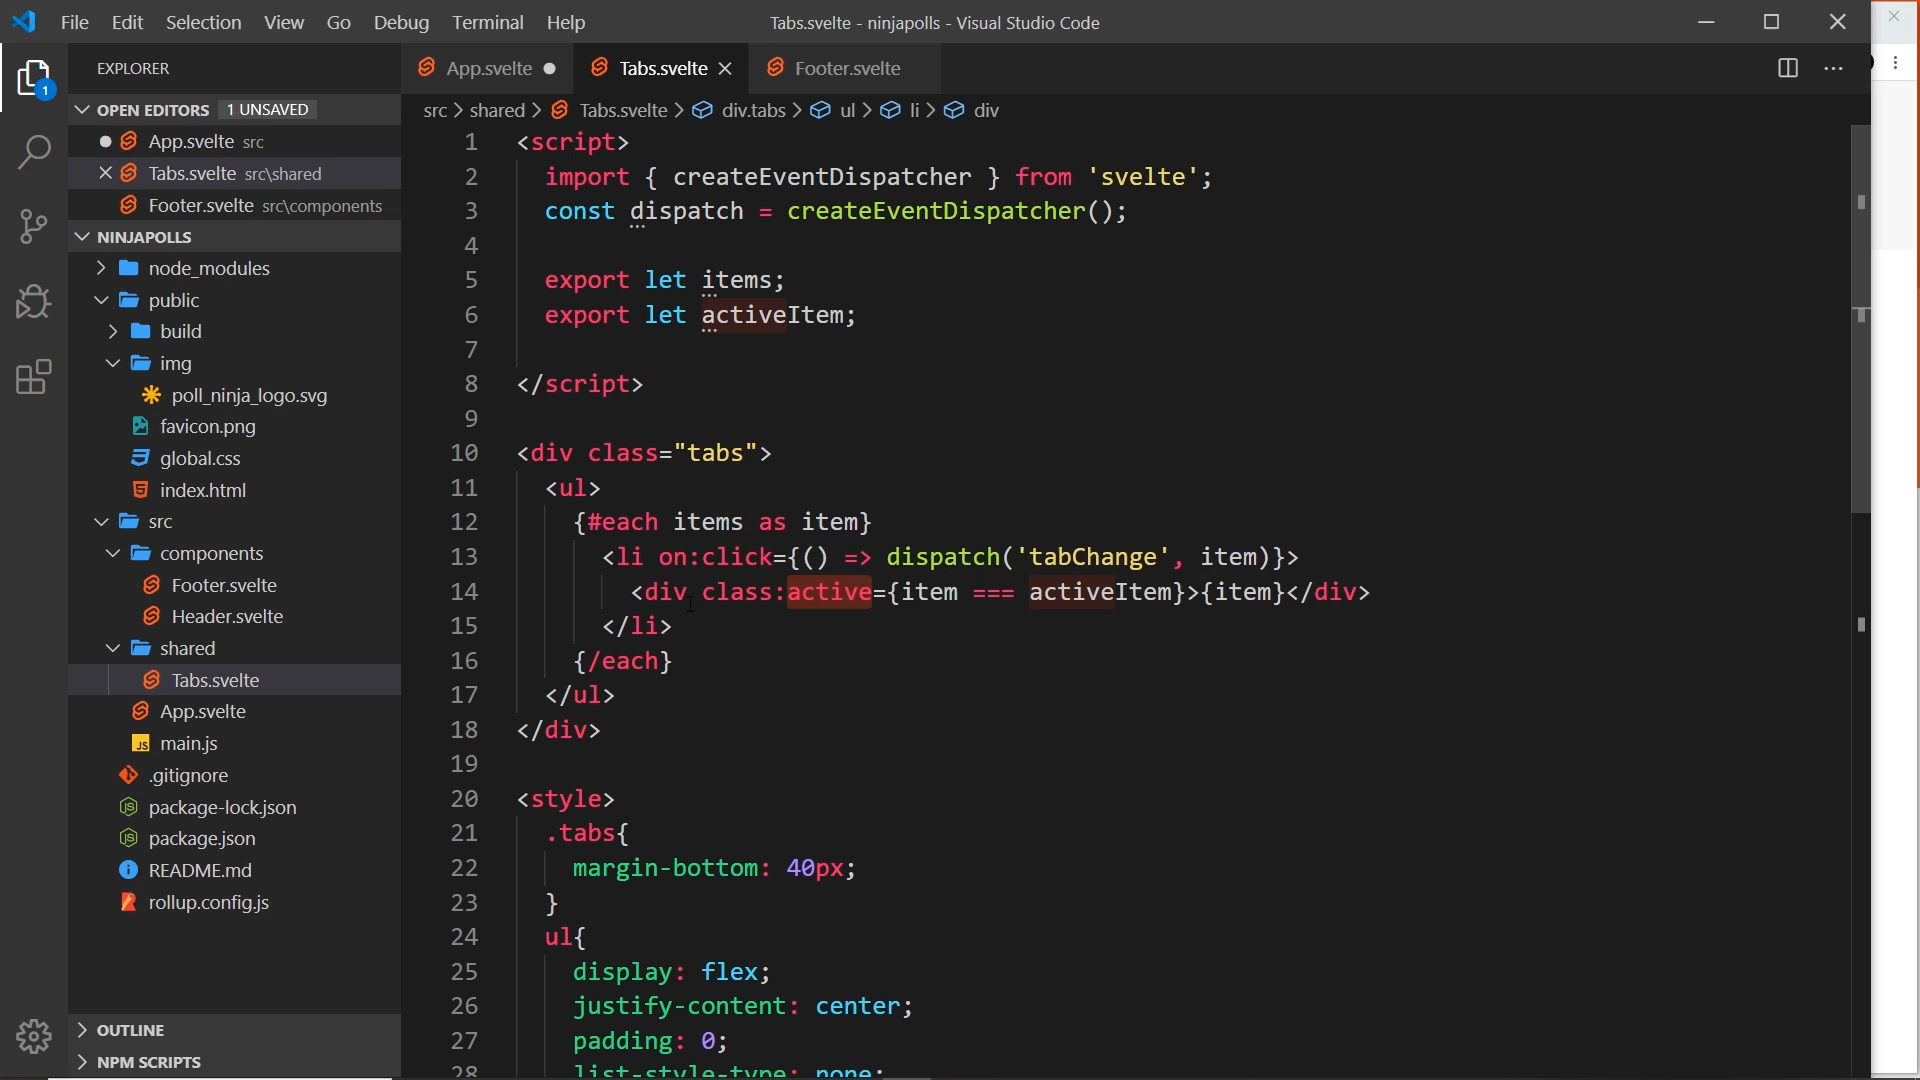 File Edit Selection View Go Debug Terminal Help
Tabs.svelte - ninjapolls - Visual Studio Code
1
EXPLORER
OPEN EDITORS 1 UNSAVED
App.svelte src
Tabs.svelte src\shared
Footer.svelte src\components
NINJAPOLLS
node_modules
public
build
img
poll_ninja_logo.svg
favicon.png
global.css
index.html
src
components
Footer.svelte
Header.svelte
shared
Tabs.svelte
App.svelte
main.js
.gitignore
package-lock.json
package.json
README.md
rollup.config.js
OUTLINE
NPM SCRIPTS
App.svelte Tabs.svelte Footer.svelte
src > shared > Tabs.svelte > div.tabs > ul > li > div
1 <script>
2 import { createEventDispatcher } from 'svelte';
3 const dispatch = createEventDispatcher();
4
5 export let items;
6 export let activeItem;
7
8 </script>
9
10 <div class="tabs">
11 <ul>
12 {#each items as item}
13 <li on:click={() => dispatch('tabChange', item)}>
14 <div class:active={item === activeItem}>{item}</div>
15 </li>
16 {/each}
17 </ul>
18 </div>
19
20 <style>
21 .tabs{
22 margin-bottom: 40px;
23 }
24 ul{
25 display: flex;
26 justify-content: center;
27 padding: 0;
28 list-style-type: none;